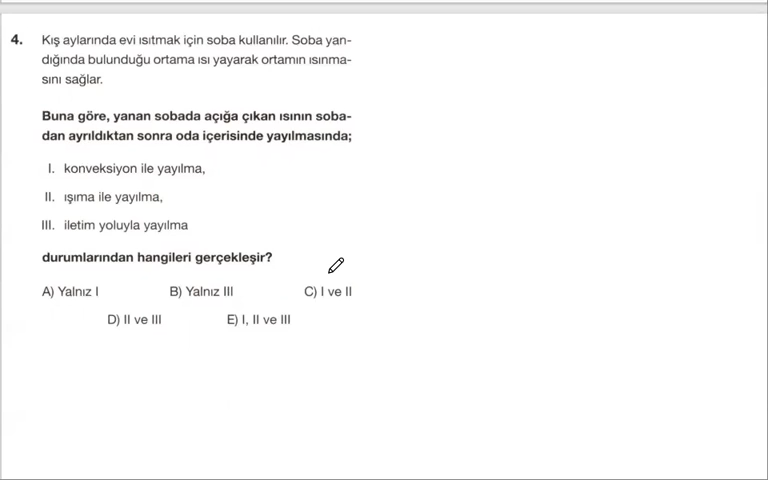 4. Kış aylarında evi ısıtmak için soba kullanılır. Soba yan-
dığında bulunduğu ortama ısı yayarak ortamın ısınma-
sını sağlar.
Buna göre, yanan sobada açığa çıkan ısının soba-
dan ayrıldıktan sonra oda içerisinde yayılmasında;
I. konveksiyon ile yayılma,
II. ışıma ile yayılma,
III. iletim yoluyla yayılma
durumlarından hangileri gerçekleşir?
A) Yalnız I B) Yalnız III C) I ve II
D) II ve III E) I, II ve III